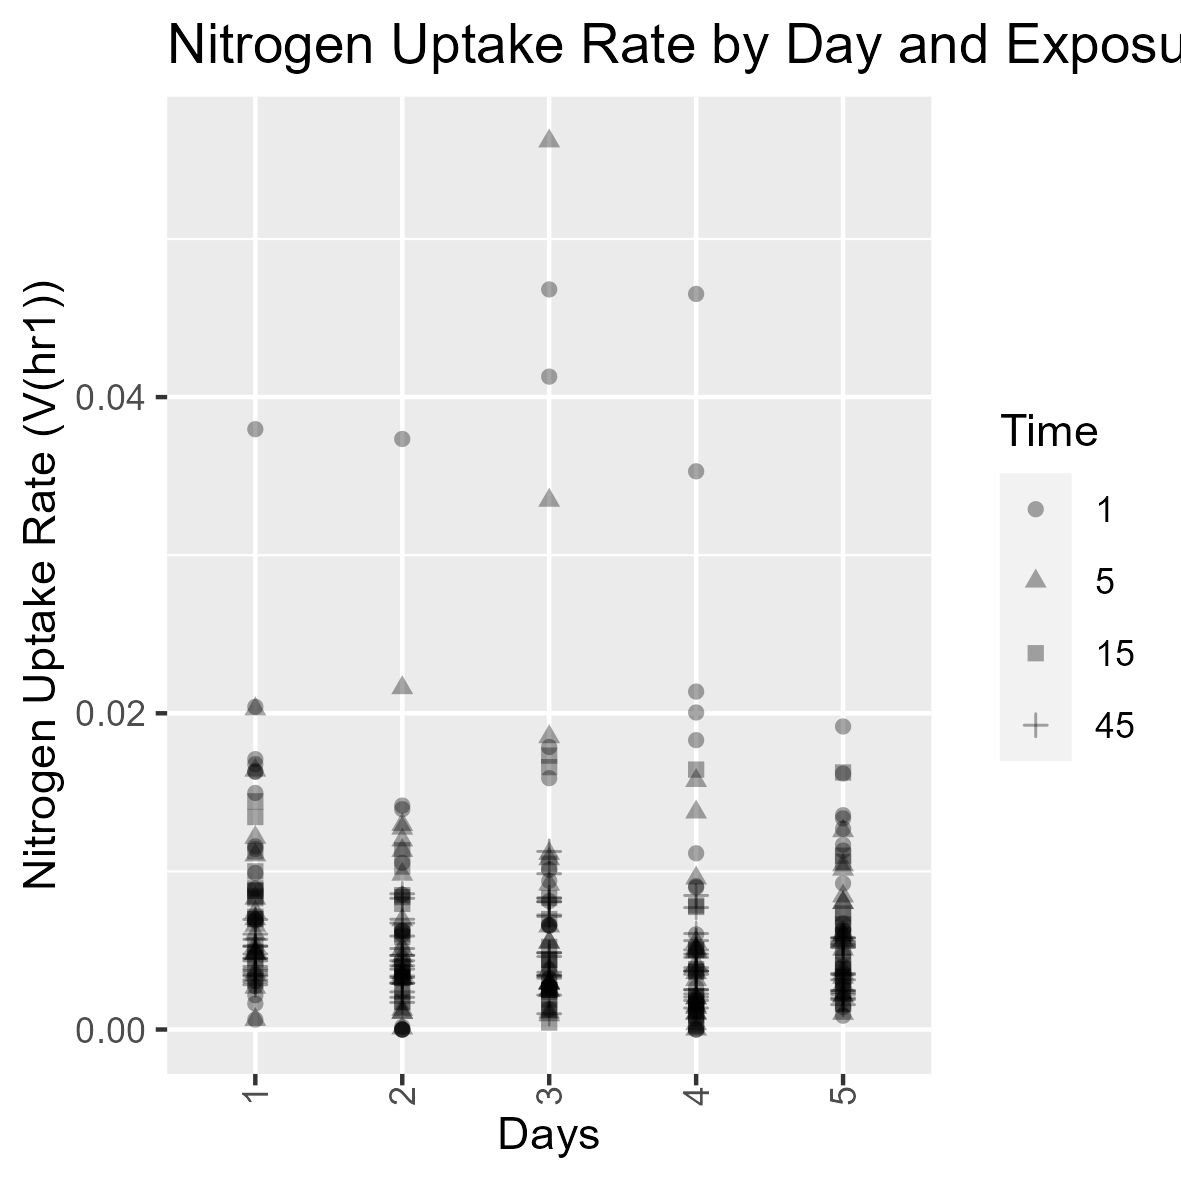 Nitrogen Uptake Rate by Day and Exposu
Nitrogen Uptake Rate (V(hr1))
0.04
0.02
0.00
1 2 3 4 5
Days
Time
1
5
15
45